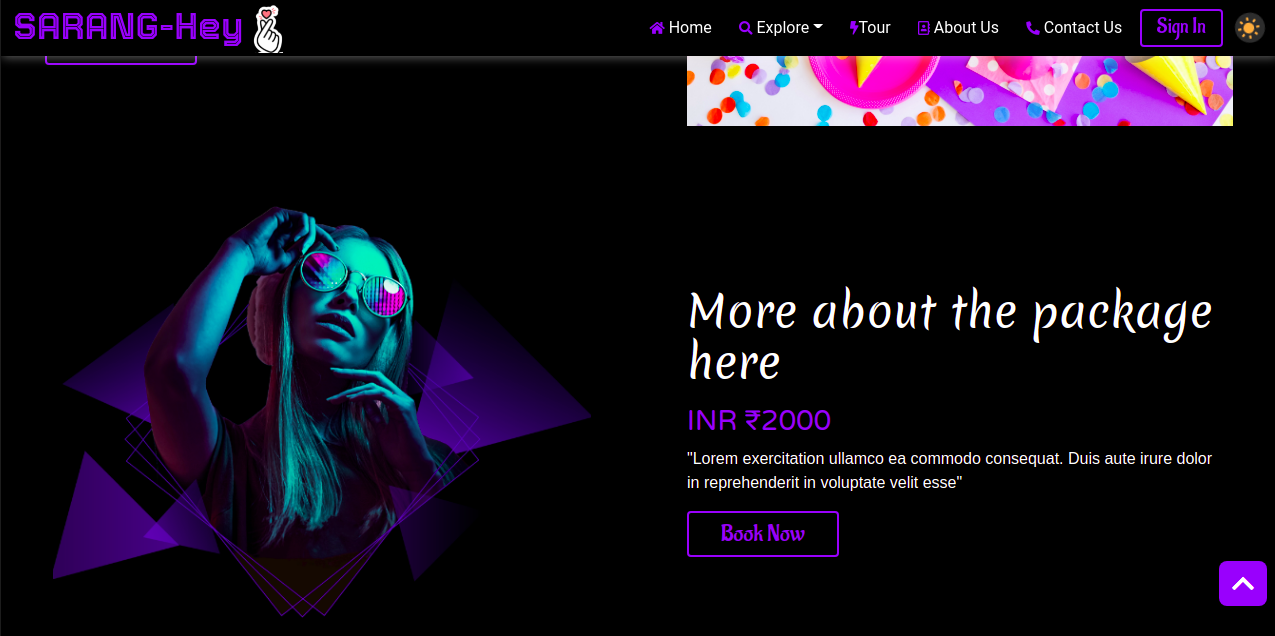 SARANG-Hey
Home
Explore
Tour
About Us
Contact Us
Sign In
More about the package
here
INR ₹2000
"Lorem exercitation ullamco ea commodo consequat. Duis aute irure dolor
in reprehenderit in voluptate velit esse"
Book Now